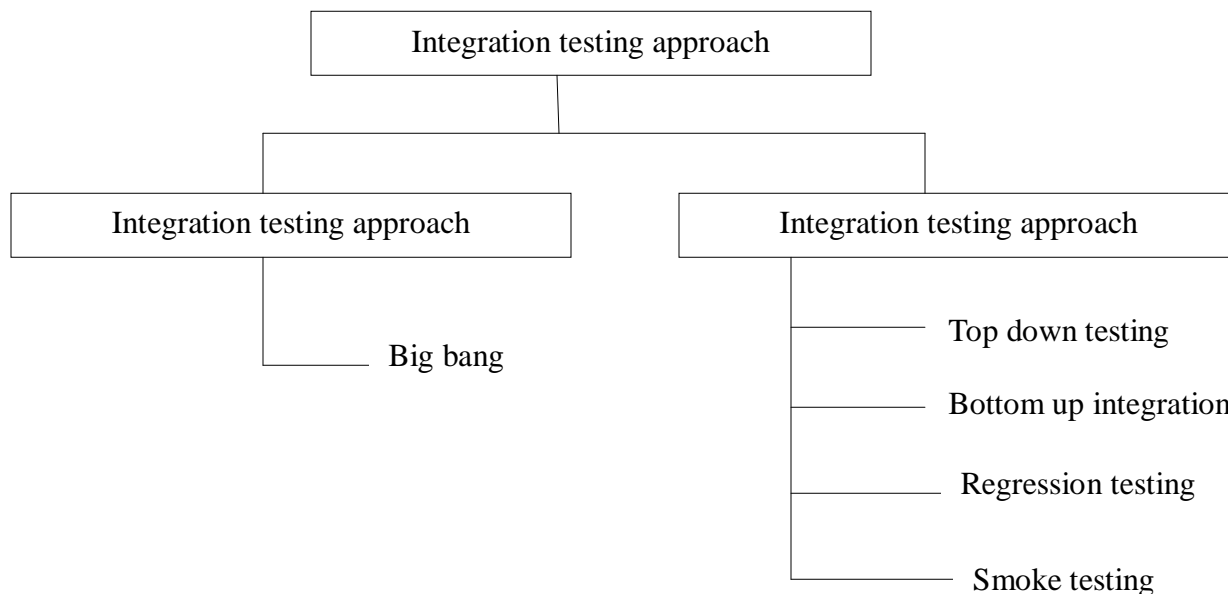 Integration testing approach
Integration testing approach
Integration testing approach
Big bang
Top down testing
Bottom up integration
Regression testing
Smoke testing